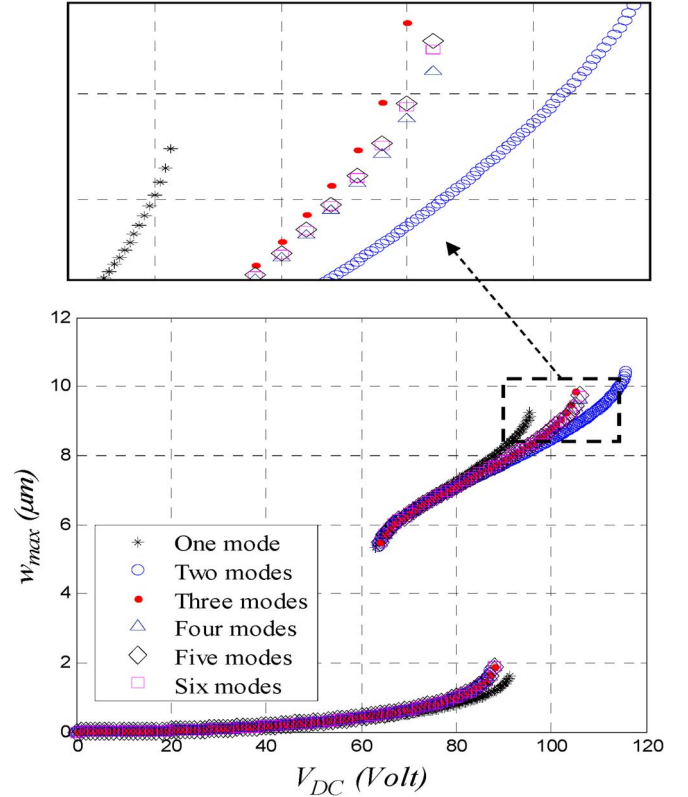 12
10
8
6
4
2
0
w_max (μm)
One mode
Two modes
Three modes
Four modes
Five modes
Six modes
0 20 40 60 80 100 120
V_DC (Volt)